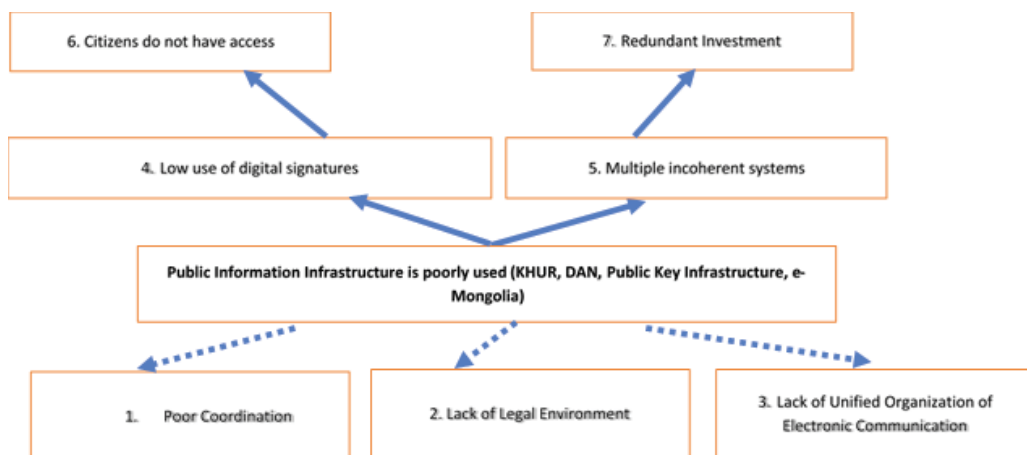 6. Citizens do not have access
7. Redundant Investment
4. Low use of digital signatures
5. Multiple incoherent systems
Public Information Infrastructure is poorly used (KHUR, DAN, Public Key Infrastructure, e-
Mongolia)
1. Poor Coordination
2. Lack of Legal Environment
3. Lack of Unified Organization of
Electronic Communication